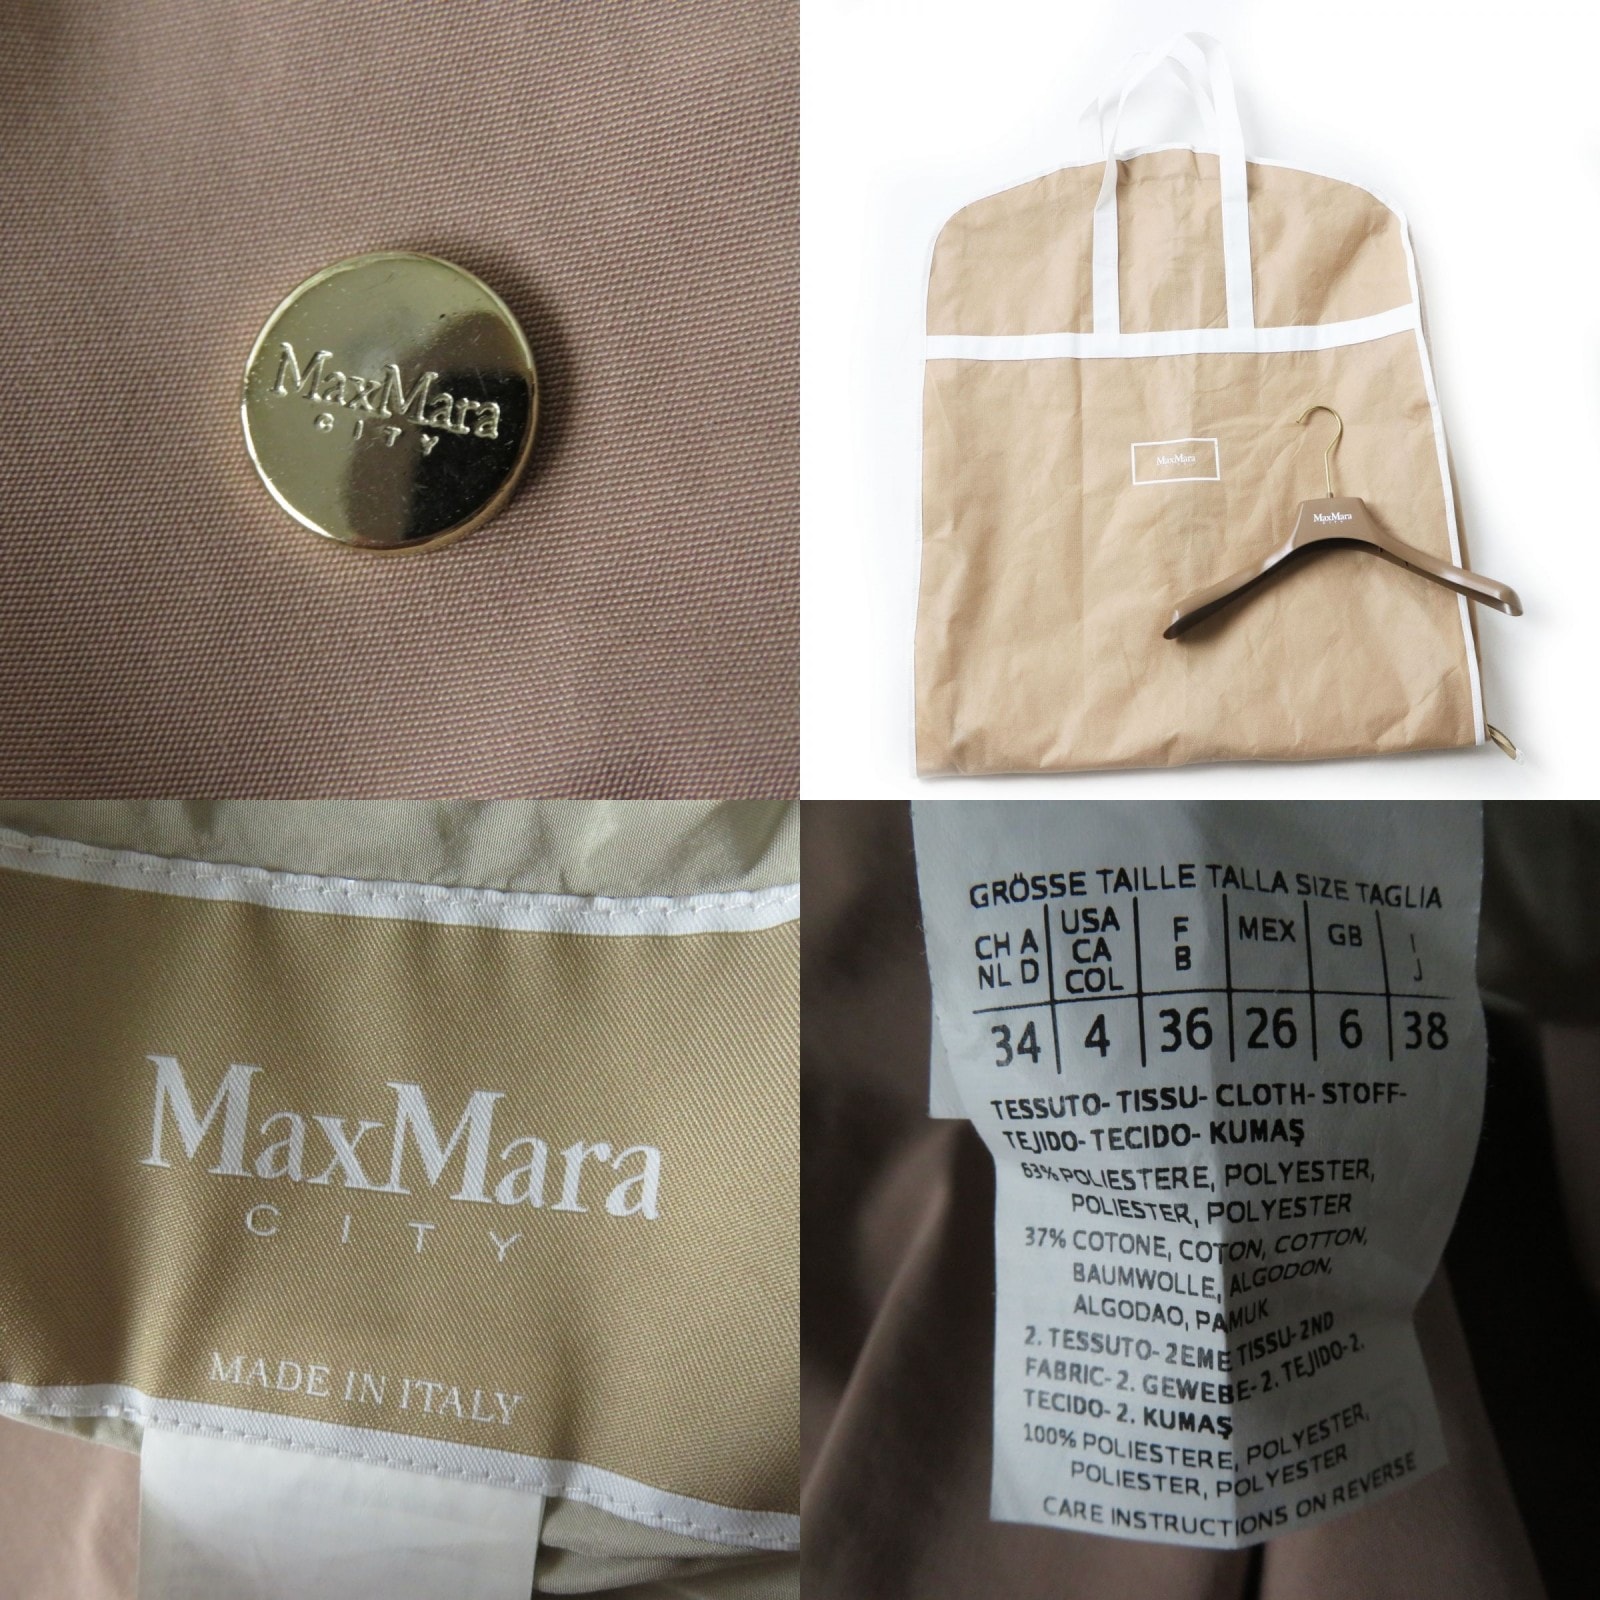 MaxMara
CITY
MaxMara
MaxMara
CITY
MaxMara
CITY
MADE IN ITALY
GRÖSSE TAILLE TALLA SIZE TAGLIA
CH A NL D USA CA COL F B MEX GB I J
34 4 36 26 6 38
TESSUTO- TISSU- CLOTH- STOFF-
TEJIDO- TECIDO- KUMAŞ
63% POLIESTERE, POLYESTER,
POLIESTER, POLYESTER
37% COTONE, COTON, COTTON,
BAUMWOLLE, ALGODON,
ALGODAO, PAMUK
2. TESSUTO- 2EME TISSU- 2ND
FABRIC- 2. GEWEBE- 2. TEJIDO- 2.
TECIDO- 2. KUMAŞ
100% POLIESTERE, POLYESTER,
POLIESTER, POLYESTER
CARE INSTRUCTIONS ON REVERSE